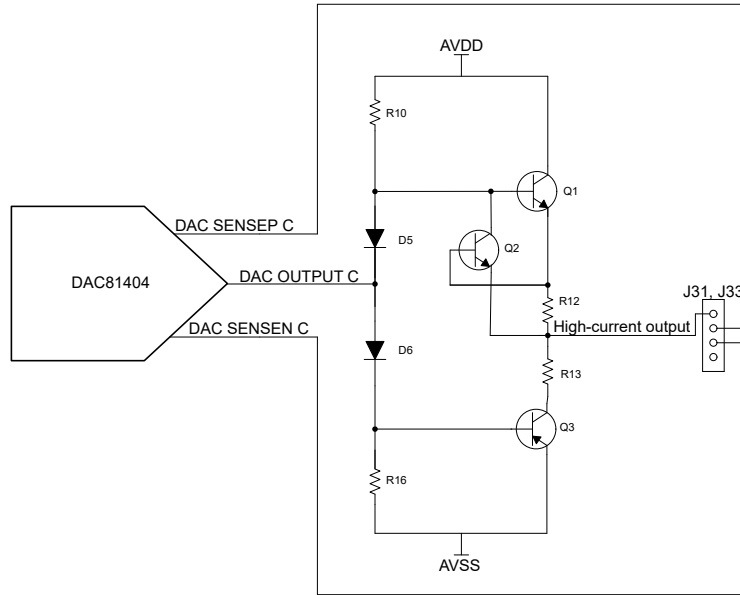 AVDD
R10
Q1
DAC SENSEP C
D5
Q2
DAC OUTPUT C
DAC81404
J31, J33
R12
DAC SENSEN C
High-current output
D6
R13
Q3
R16
AVSS